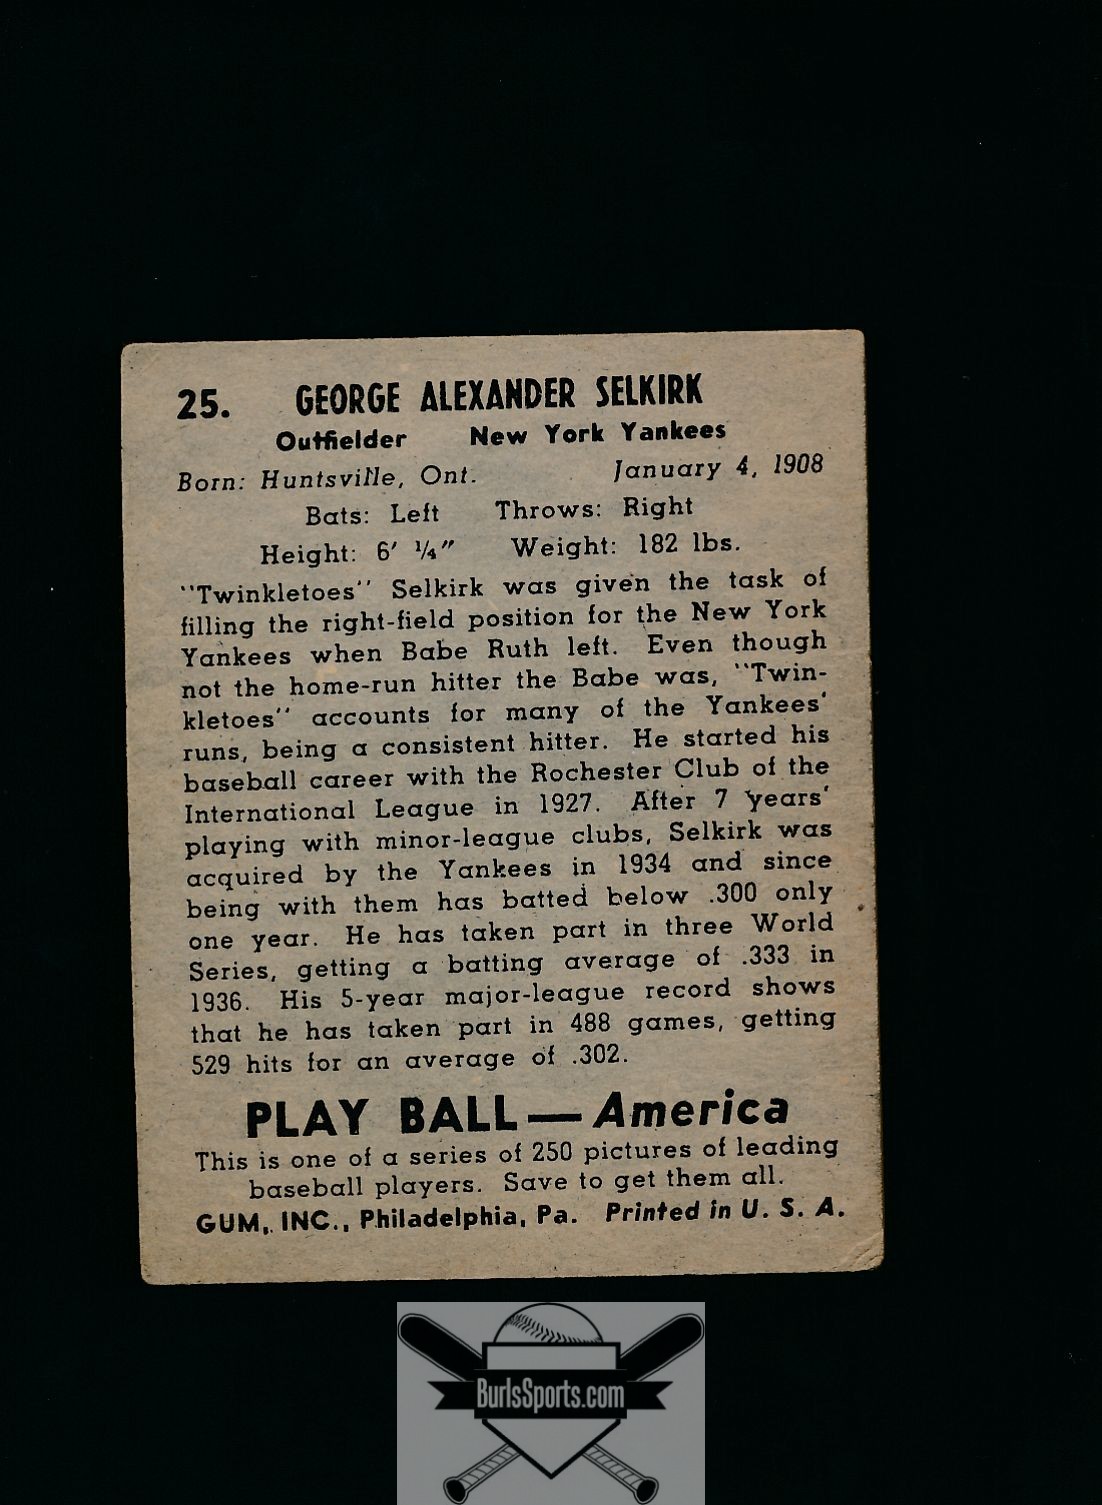 25. GEORGE ALEXANDER SELKIRK
Outfielder New York Yankees
Born: Huntsville, Ont. January 4, 1908
Bats: Left Throws: Right
Height: 6' ¼" Weight: 182 lbs.
"Twinkletoes" Selkirk was given the task of
filling the right-field position for the New York
Yankees when Babe Ruth left. Even though
not the home-run hitter the Babe was, "Twin-
kletoes" accounts for many of the Yankees'
runs, being a consistent hitter. He started his
baseball career with the Rochester Club of the
International League in 1927. After 7 years'
playing with minor-league clubs, Selkirk was
acquired by the Yankees in 1934 and since
being with them has batted below .300 only
one year. He has taken part in three World
Series, getting a batting average of .333 in
1936. His 5-year major-league record shows
that he has taken part in 488 games, getting
529 hits for an average of .302.
PLAY BALL — America
This is one of a series of 250 pictures of leading
baseball players. Save to get them all.
GUM, INC., Philadelphia, Pa. Printed in U. S. A.
BurlsSports.com